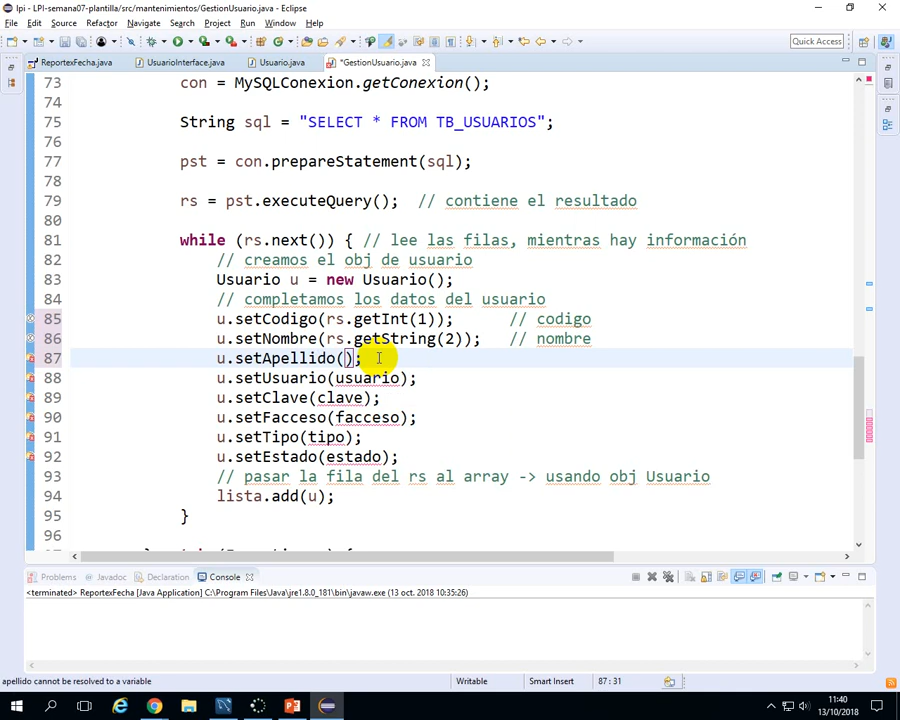 lpi - LPI-semana07-plantilla/src/mantenimientos/GestionUsuario.java - Eclipse
File Edit Source Refactor Navigate Search Project Run Window Help
Quick Access
ReportexFecha.java UsuarioInterface.java Usuario.java *GestionUsuario.java
73 con = MySQLConexion.getConexion();
74
75 String sql = "SELECT * FROM TB_USUARIOS";
76
77 pst = con.prepareStatement(sql);
78
79 rs = pst.executeQuery(); // contiene el resultado
80
81 while (rs.next()) { // lee las filas, mientras hay información
82 // creamos el obj de usuario
83 Usuario u = new Usuario();
84 // completamos los datos del usuario
85 u.setCodigo(rs.getInt(1)); // codigo
86 u.setNombre(rs.getString(2)); // nombre
87 u.setApellido();
88 u.setUsuario(usuario);
89 u.setClave(clave);
90 u.setFacceso(facceso);
91 u.setTipo(tipo);
92 u.setEstado(estado);
93 // pasar la fila del rs al array -> usando obj Usuario
94 lista.add(u);
95 }
96
Problems Javadoc Declaration Console
<terminated> ReportexFecha [Java Application] C:\Program Files\Java\jre1.8.0_181\bin\javaw.exe (13 oct. 2018 10:35:26)
apellido cannot be resolved to a variable Writable Smart Insert 87 : 31
11:40
13/10/2018